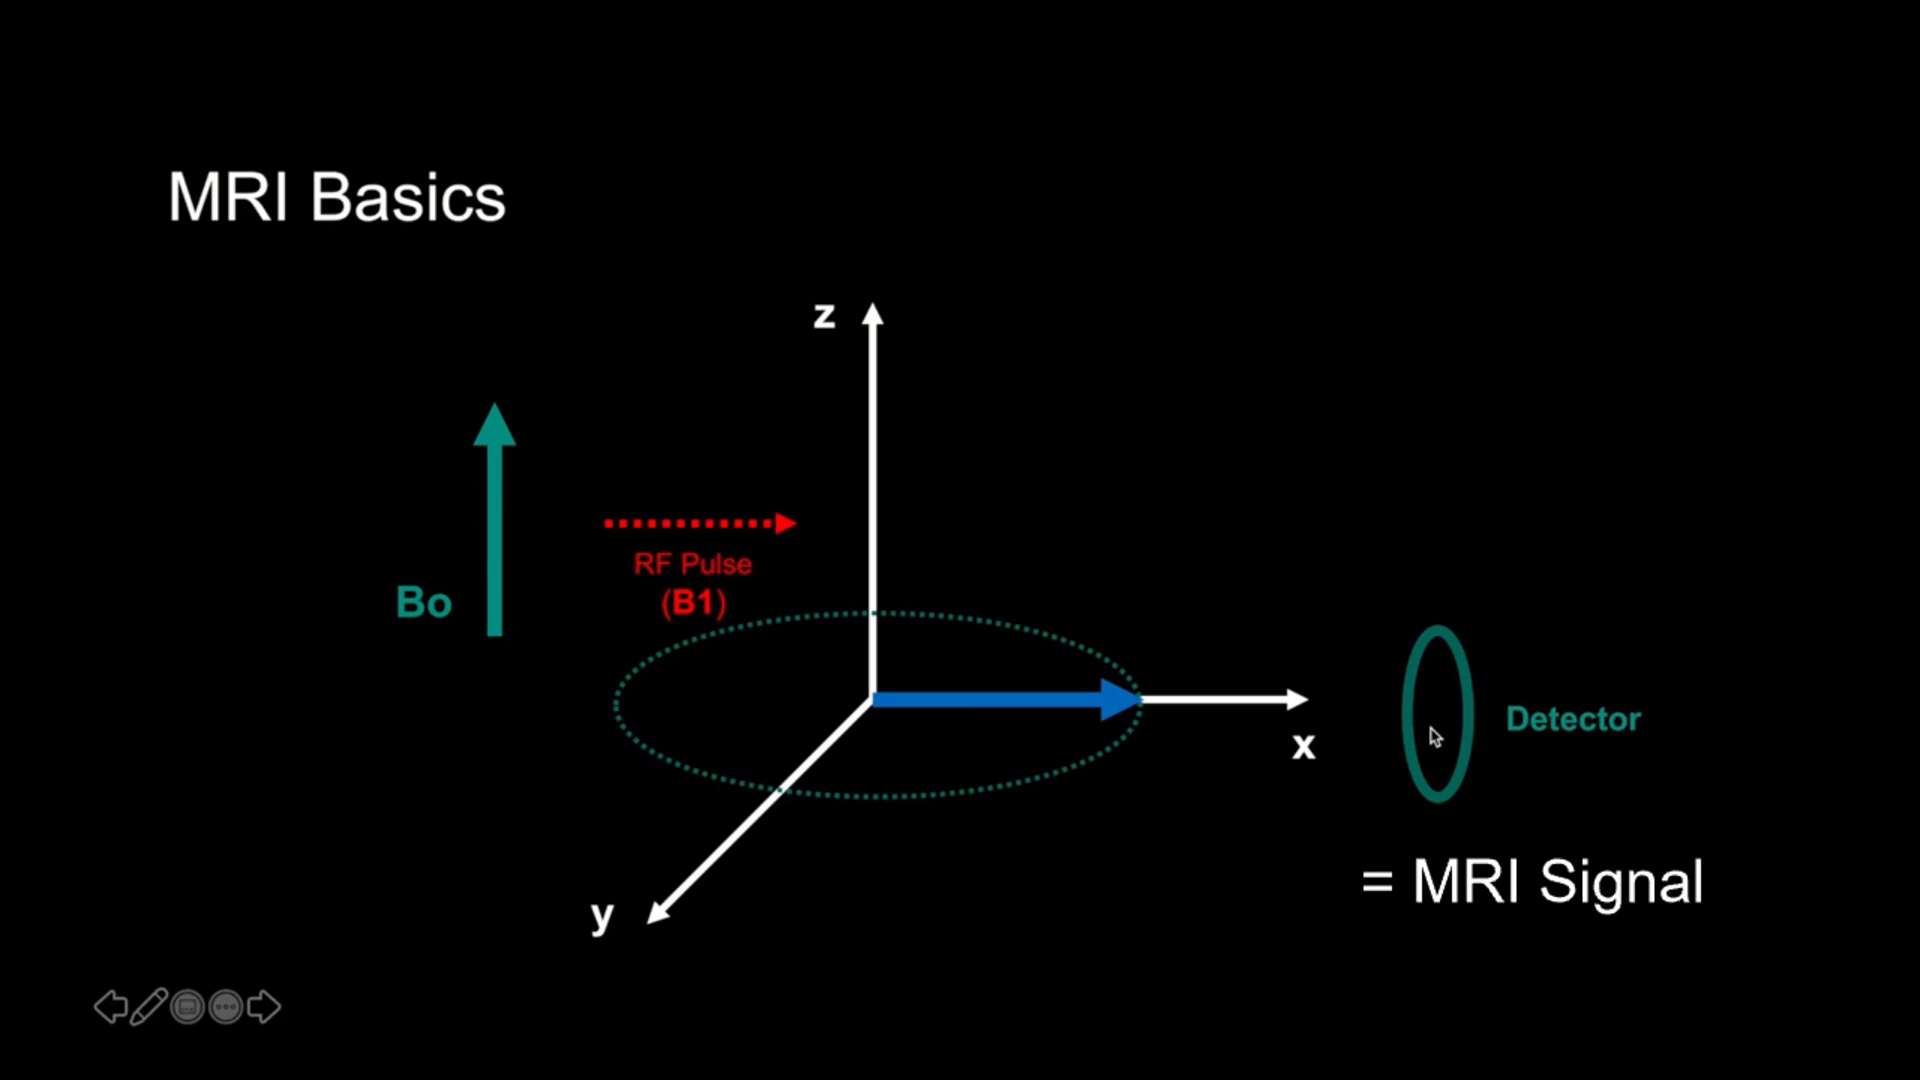 MRI Basics
z
Bo
RF Pulse
(B1)
x
Detector
= MRI Signal
y